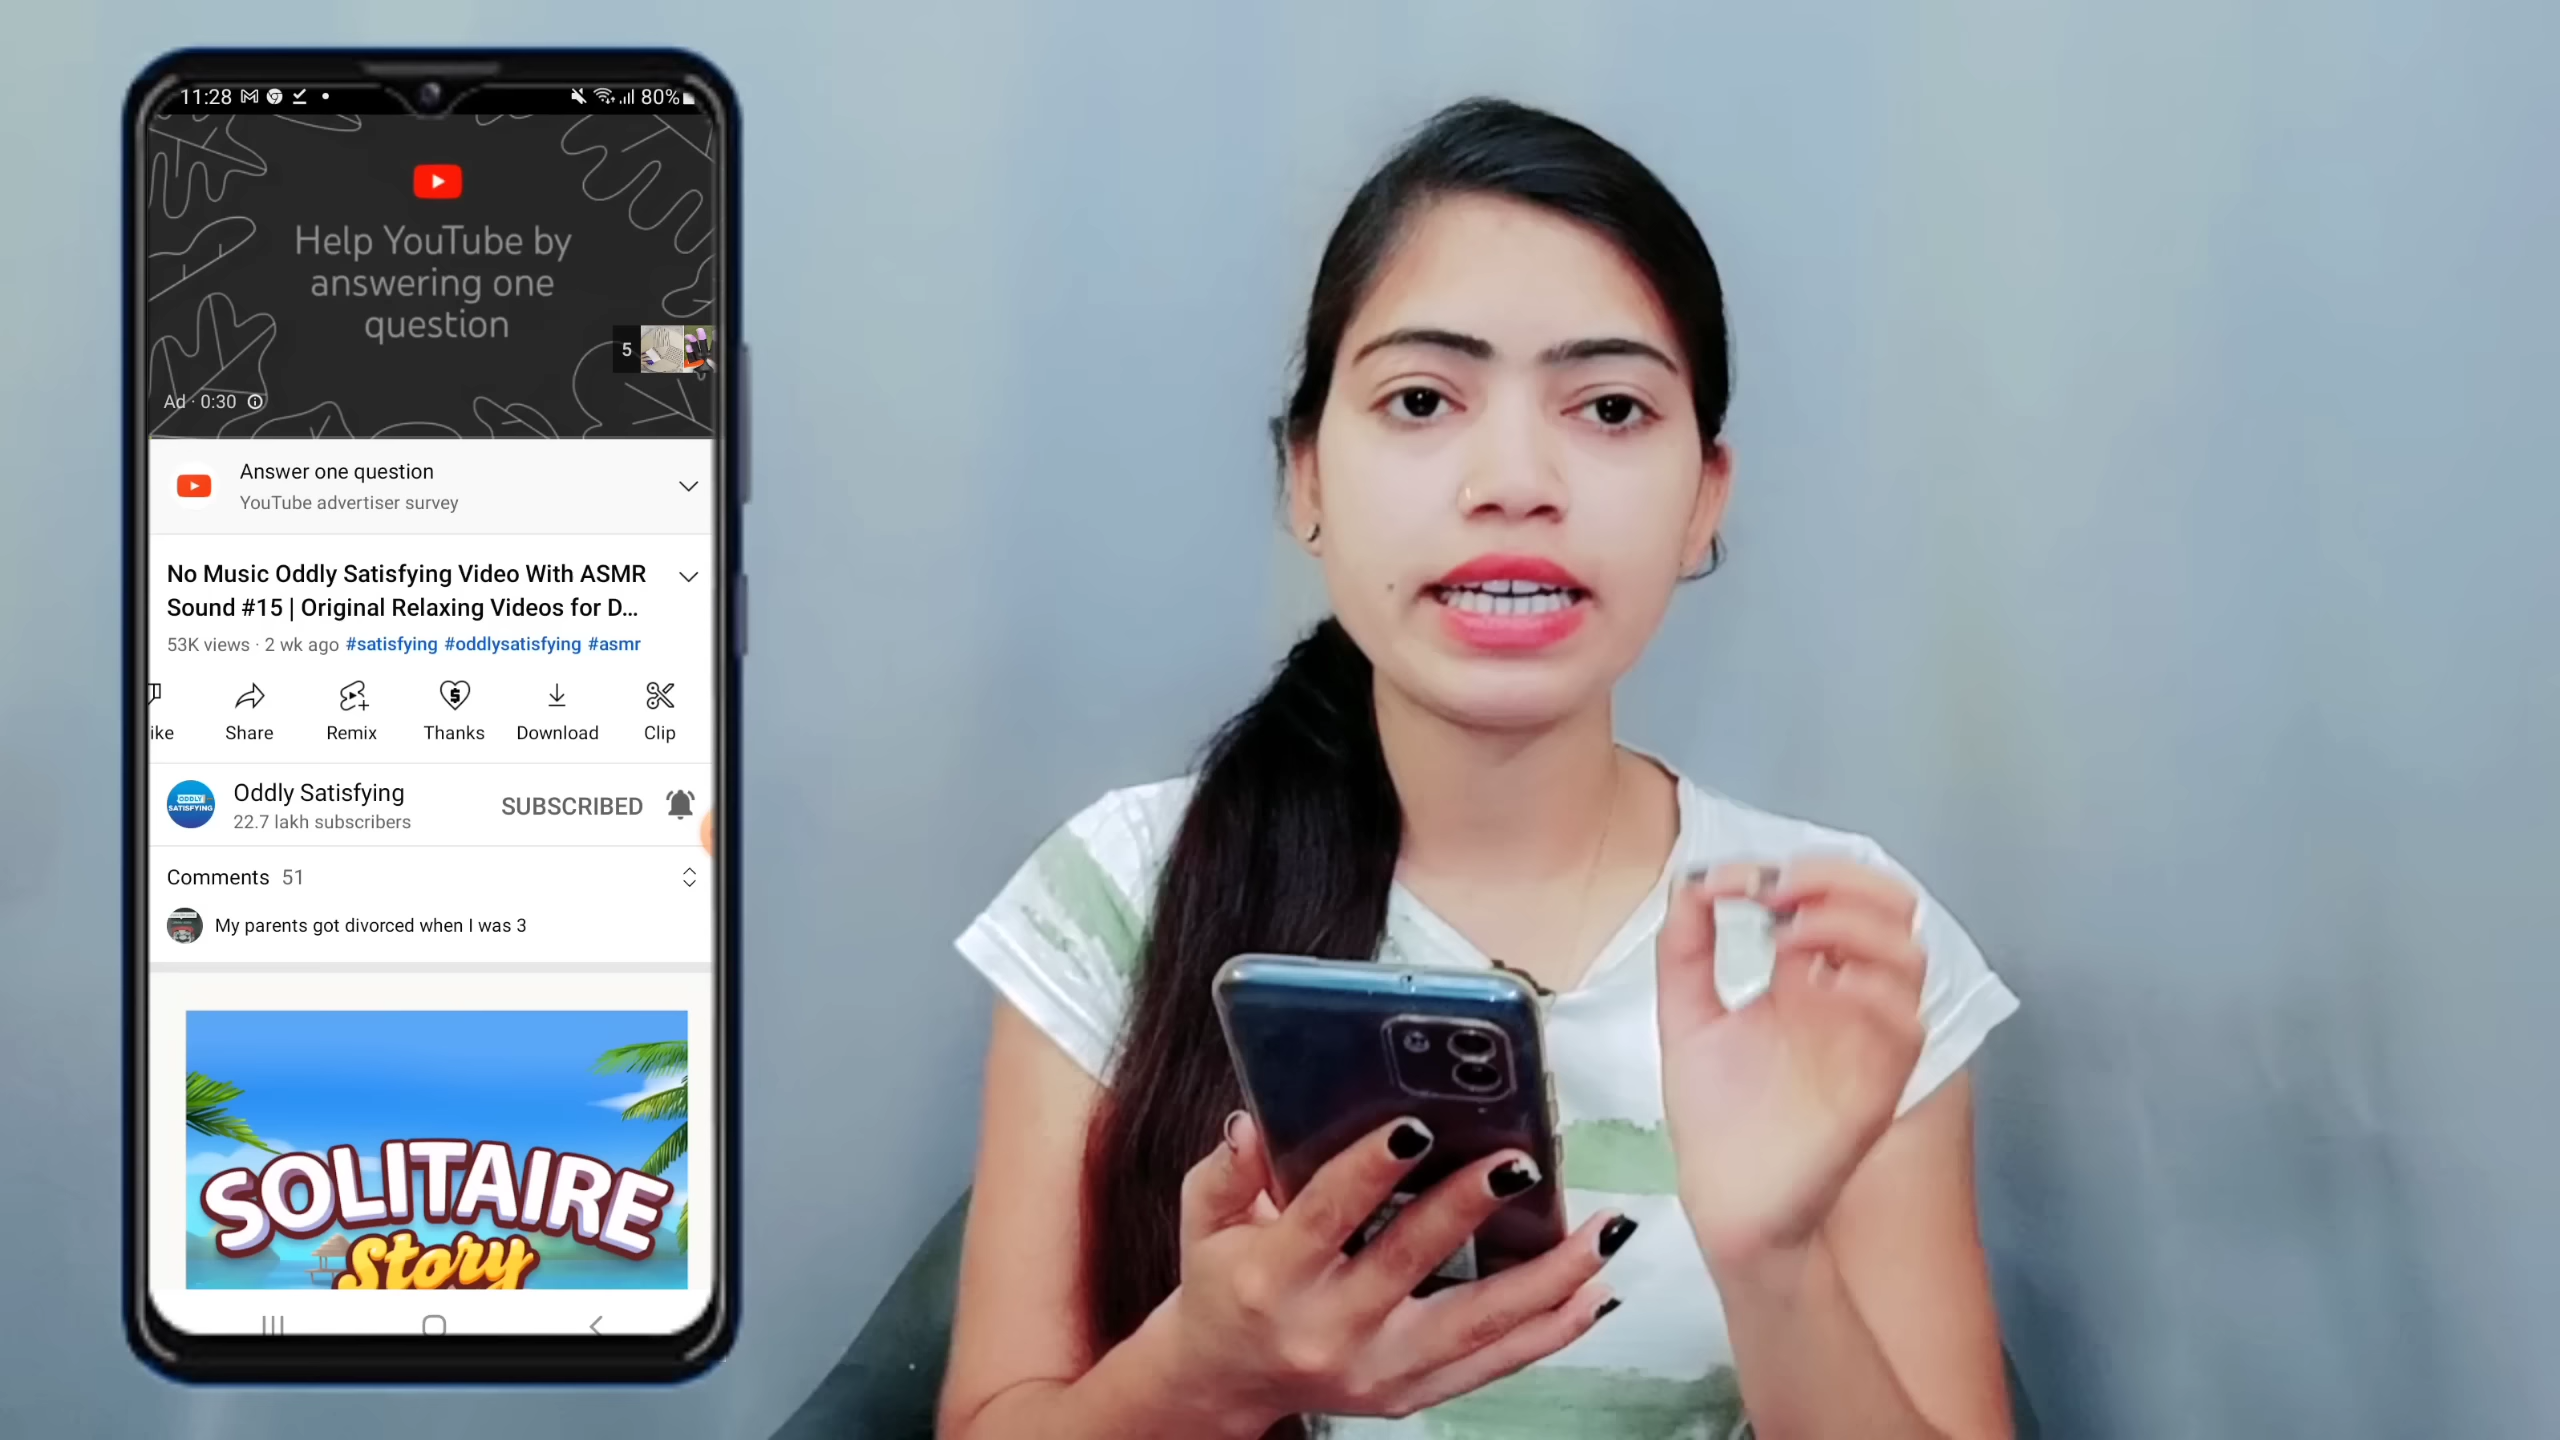 11:28
80%
Help YouTube by
answering one
question
5
Ad · 0:30
Answer one question
YouTube advertiser survey
No Music Oddly Satisfying Video With ASMR
Sound #15 | Original Relaxing Videos for D...
53K views · 2 wk ago #satisfying #oddlysatisfying #asmr
ike Share Remix Thanks Download Clip
ODDLY
SATISFYING
Oddly Satisfying
22.7 lakh subscribers
SUBSCRIBED
Comments 51
My parents got divorced when I was 3
SOLITAIRE
Story